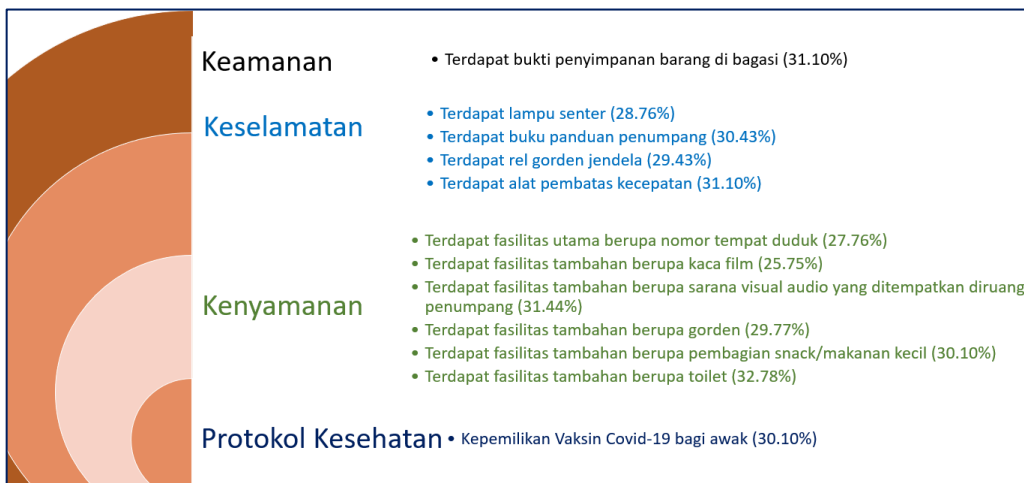 Keamanan
• Terdapat bukti penyimpanan barang di bagasi (31.10%)
Keselamatan
• Terdapat lampu senter (28.76%)
• Terdapat buku panduan penumpang (30.43%)
• Terdapat rel gorden jendela (29.43%)
• Terdapat alat pembatas kecepatan (31.10%)
Kenyamanan
• Terdapat fasilitas utama berupa nomor tempat duduk (27.76%)
• Terdapat fasilitas tambahan berupa kaca film (25.75%)
• Terdapat fasilitas tambahan berupa sarana visual audio yang ditempatkan diruang
penumpang (31.44%)
• Terdapat fasilitas tambahan berupa gorden (29.77%)
• Terdapat fasilitas tambahan berupa pembagian snack/makanan kecil (30.10%)
• Terdapat fasilitas tambahan berupa toilet (32.78%)
Protokol Kesehatan
• Kepemilikan Vaksin Covid-19 bagi awak (30.10%)